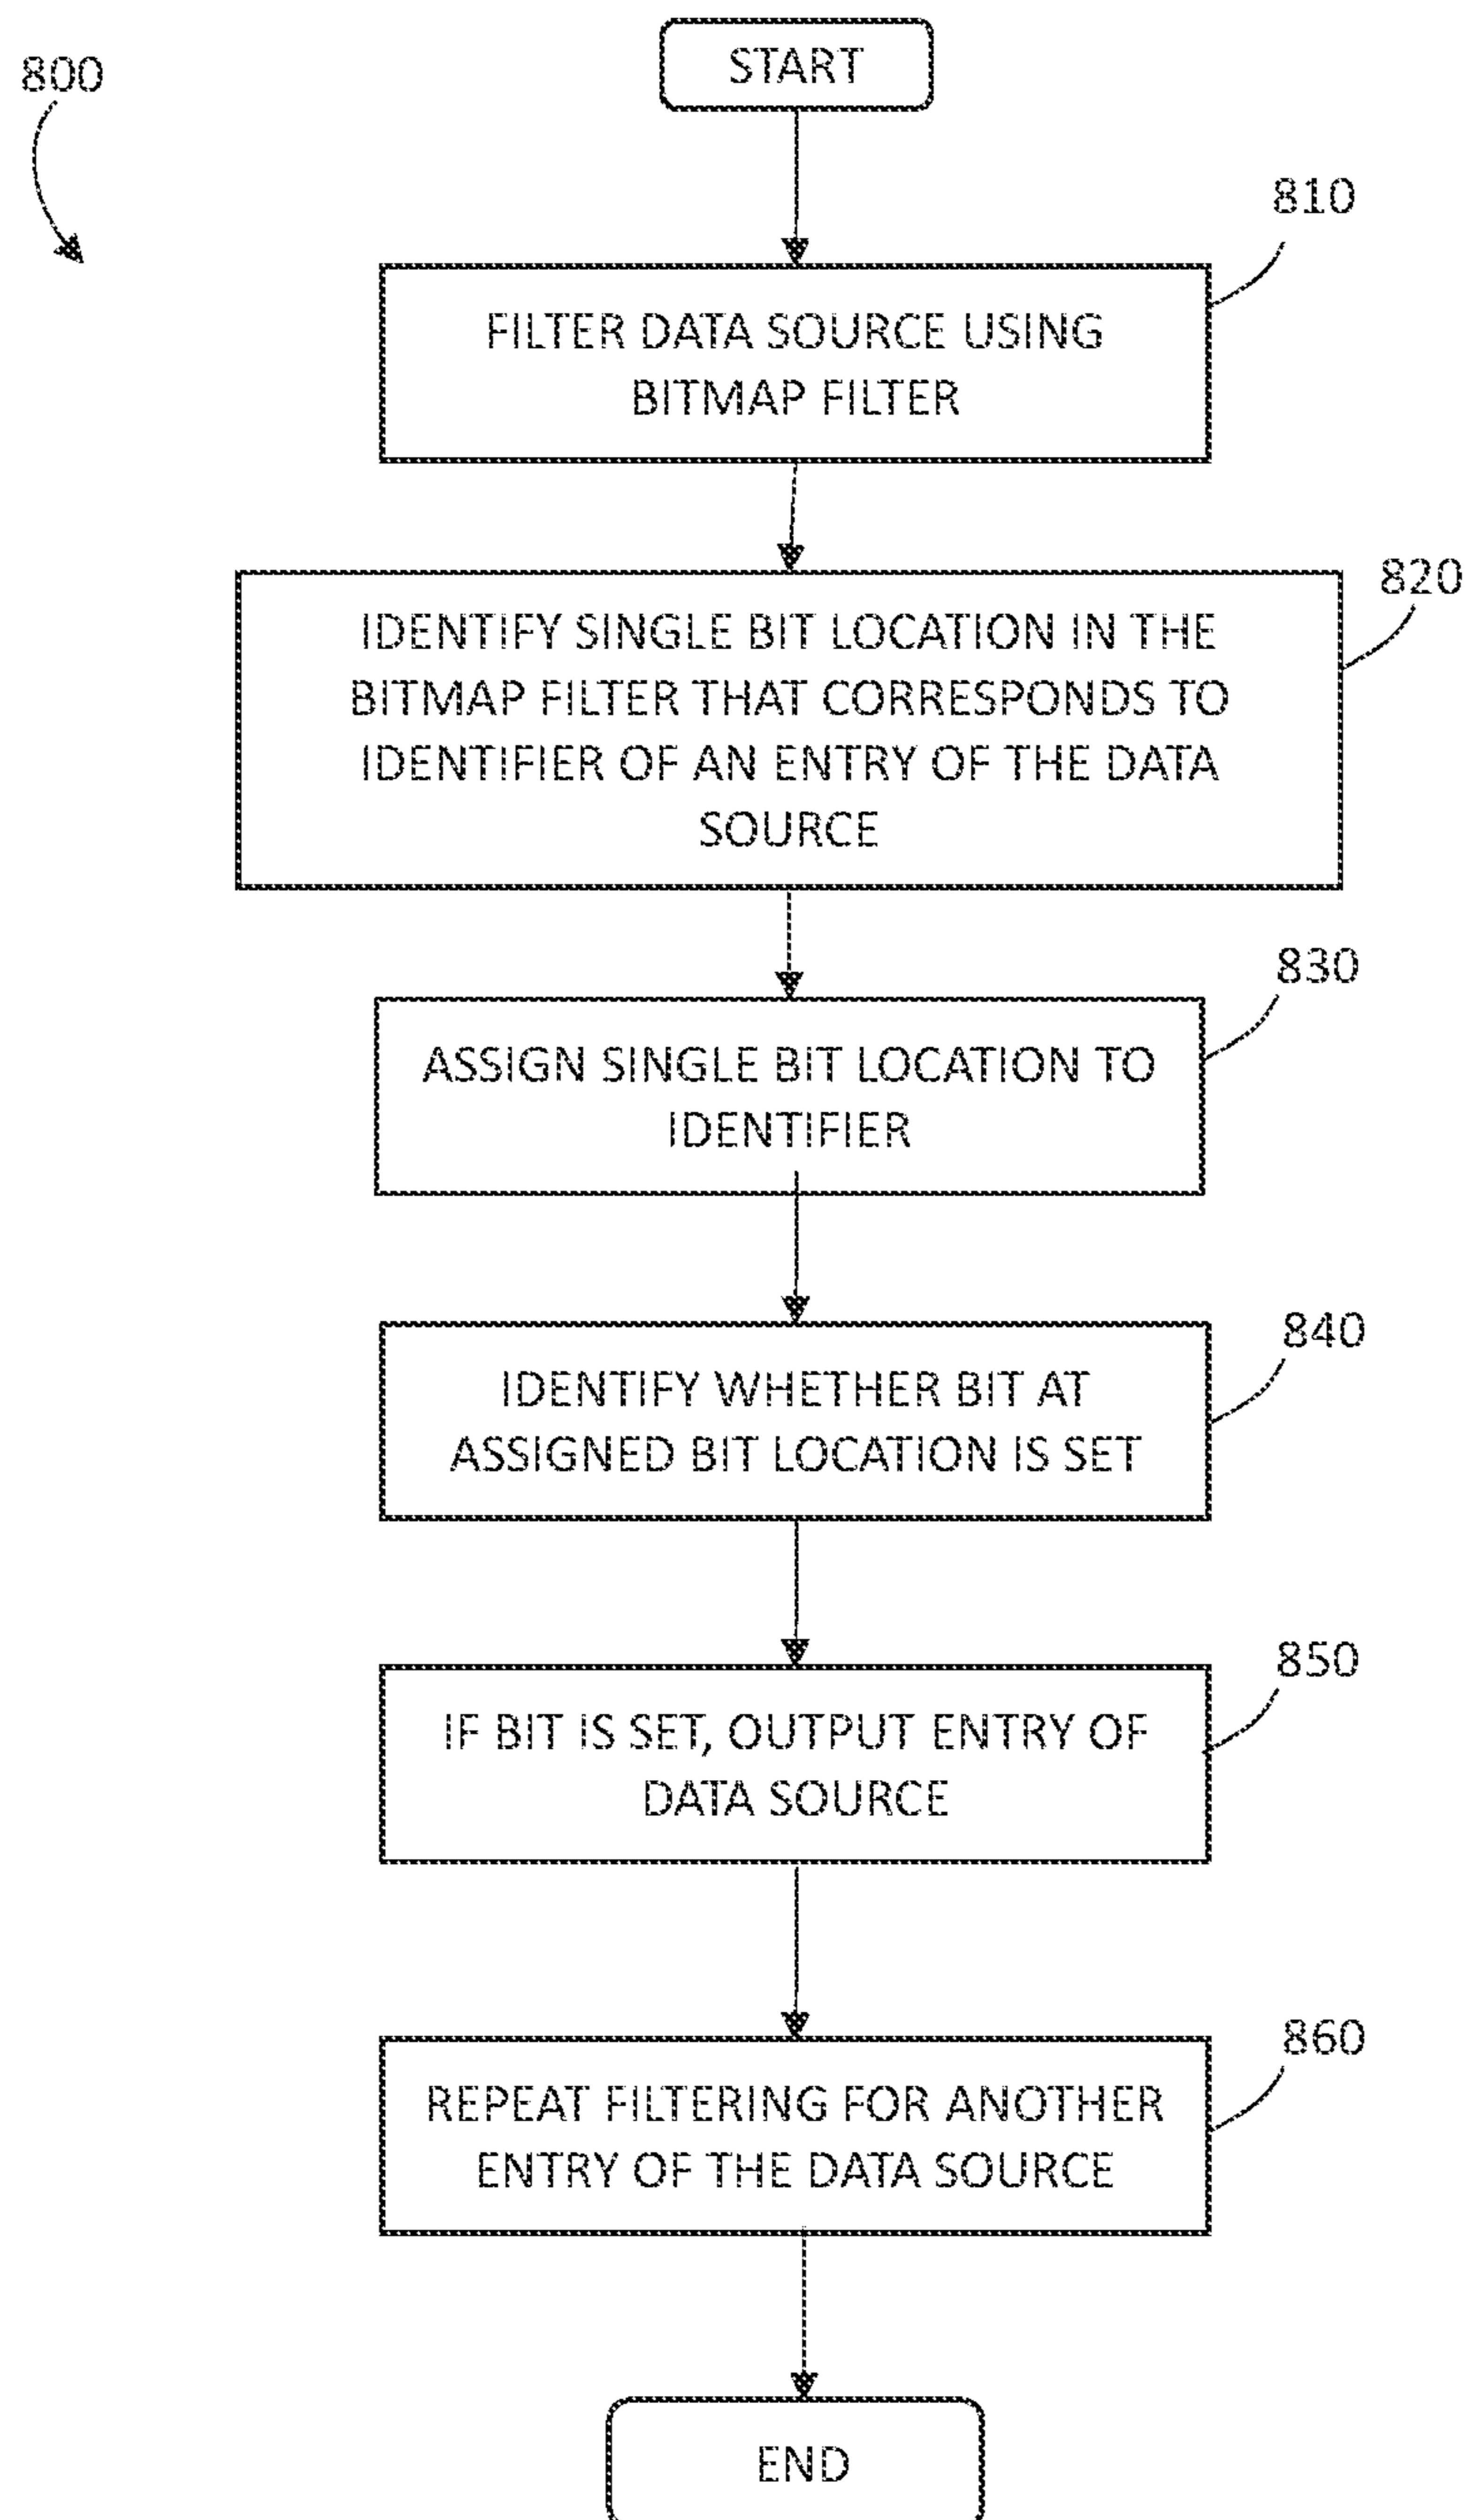 START
800
810
FILTER DATA SOURCE USING
BITMAP FILTER
820
IDENTIFY SINGLE BIT LOCATION IN THE
BITMAP FILTER THAT CORRESPONDS TO
IDENTIFIER OF AN ENTRY OF THE DATA
SOURCE
830
ASSIGN SINGLE BIT LOCATION TO
IDENTIFIER
840
IDENTIFY WHETHER BIT AT
ASSIGNED BIT LOCATION IS SET
850
IF BIT IS SET, OUTPUT ENTRY OF
DATA SOURCE
860
REPEAT FILTERING FOR ANOTHER
ENTRY OF THE DATA SOURCE
END